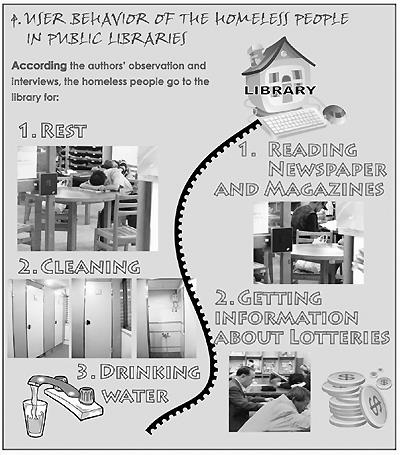 4. USER BEHAVIOR OF THE HOMELESS PEOPLE
IN PUBLIC LIBRARIES
According the authors' observation and
interviews, the homeless people go to the
library for:
LIBRARY
1. REST
2. CLEANING
3. DRINKING
WATER
1. READING
NEWSPAPER
AND MAGAZINES
2. GETTING
INFORMATION
ABOUT LOTTERIES